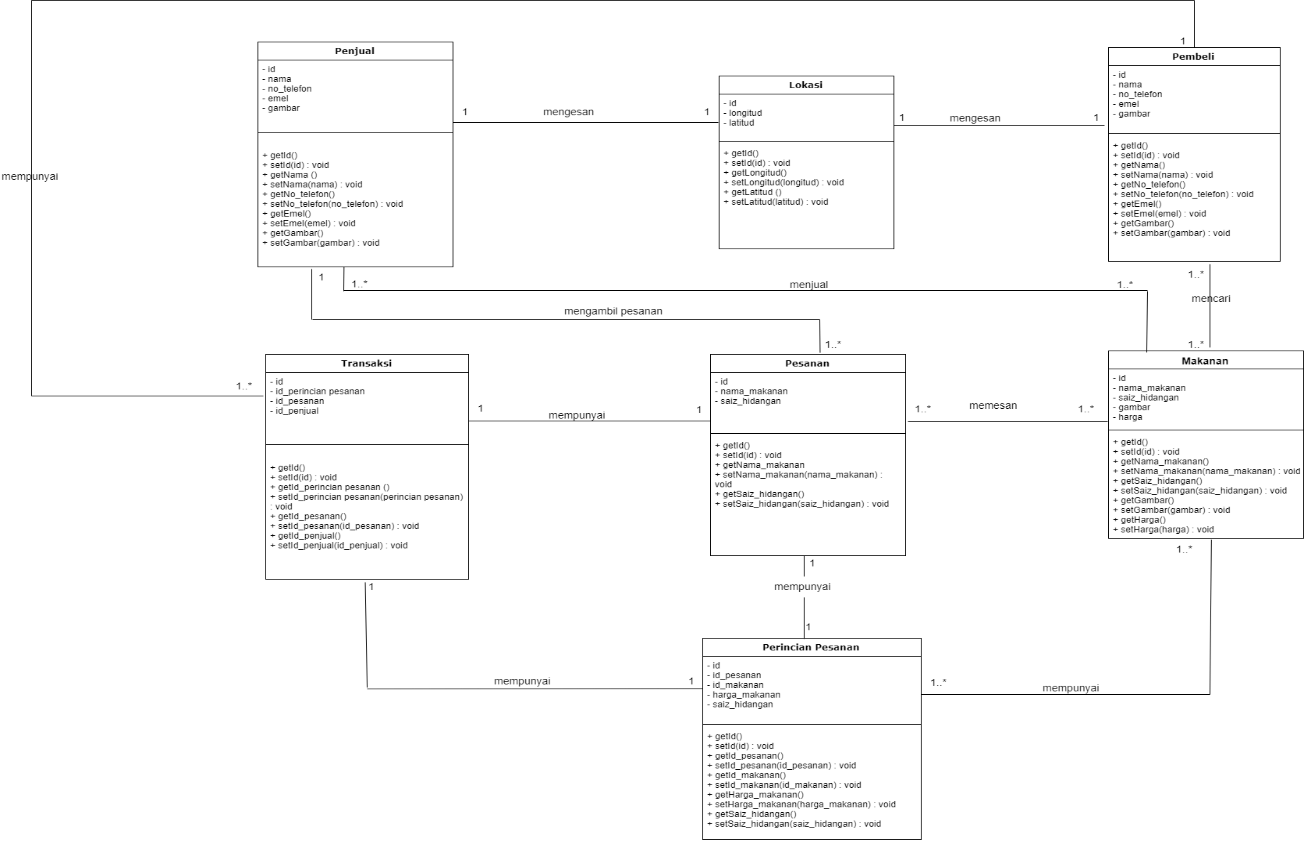 1
Penjual
- id
- nama
- no_telefon
- emel
- gambar
+ getId()
+ setId(id) : void
+ getNama ()
+ setNama(nama) : void
+ getNo_telefon()
+ setNo_telefon(no_telefon) : void
+ getEmel()
+ setEmel(emel) : void
+ getGambar()
+ setGambar(gambar) : void
1
mengesan
1
Lokasi
- id
- longitud
- latitud
+ getId()
+ setId(id) : void
+ getLongitud()
+ setLongitud(longitud) : void
+ getLatitud ()
+ setLatitud(latitud) : void
1
mengesan
1
Pembeli
- id
- nama
- no_telefon
- emel
- gambar
+ getId()
+ setId(id) : void
+ getNama()
+ setNama(nama) : void
+ getNo_telefon()
+ setNo_telefon(no_telefon) : void
+ getEmel()
+ setEmel(emel) : void
+ getGambar()
+ setGambar(gambar) : void
mempunyai
1
1..*
menjual
1..*
1..*
mencari
1..*
mengambil pesanan
1..*
1..*
Transaksi
- id
- id_perincian pesanan
- id_pesanan
- id_penjual
+ getId()
+ setId(id) : void
+ getId_perincian pesanan ()
+ setId_perincian pesanan(perincian pesanan)
: void
+ getId_pesanan()
+ setId_pesanan(id_pesanan) : void
+ getId_penjual()
+ setId_penjual(id_penjual) : void
1
mempunyai
1
Pesanan
- id
- nama_makanan
- saiz_hidangan
+ getId()
+ setId(id) : void
+ getNama_makanan
+ setNama_makanan(nama_makanan) :
void
+ getSaiz_hidangan()
+ setSaiz_hidangan(saiz_hidangan) : void
1..*
memesan
1..*
Makanan
- id
- nama_makanan
- saiz_hidangan
- gambar
- harga
+ getId()
+ setId(id) : void
+ getNama_makanan()
+ setNama_makanan(nama_makanan) : void
+ getSaiz_hidangan()
+ setSaiz_hidangan(saiz_hidangan) : void
+ getGambar()
+ setGambar(gambar) : void
+ getHarga()
+ setHarga(harga) : void
1..*
1
mempunyai
1
1
mempunyai
1
Perincian Pesanan
- id
- id_pesanan
- id_makanan
- harga_makanan
- saiz_hidangan
+ getId()
+ setId(id) : void
+ getId_pesanan()
+ setId_pesanan(id_pesanan) : void
+ getId_makanan()
+ setId_makanan(id_makanan) : void
+ getHarga_makanan()
+ setHarga_makanan(harga_makanan) : void
+ getSaiz_hidangan()
+ setSaiz_hidangan(saiz_hidangan) : void
1..*
mempunyai